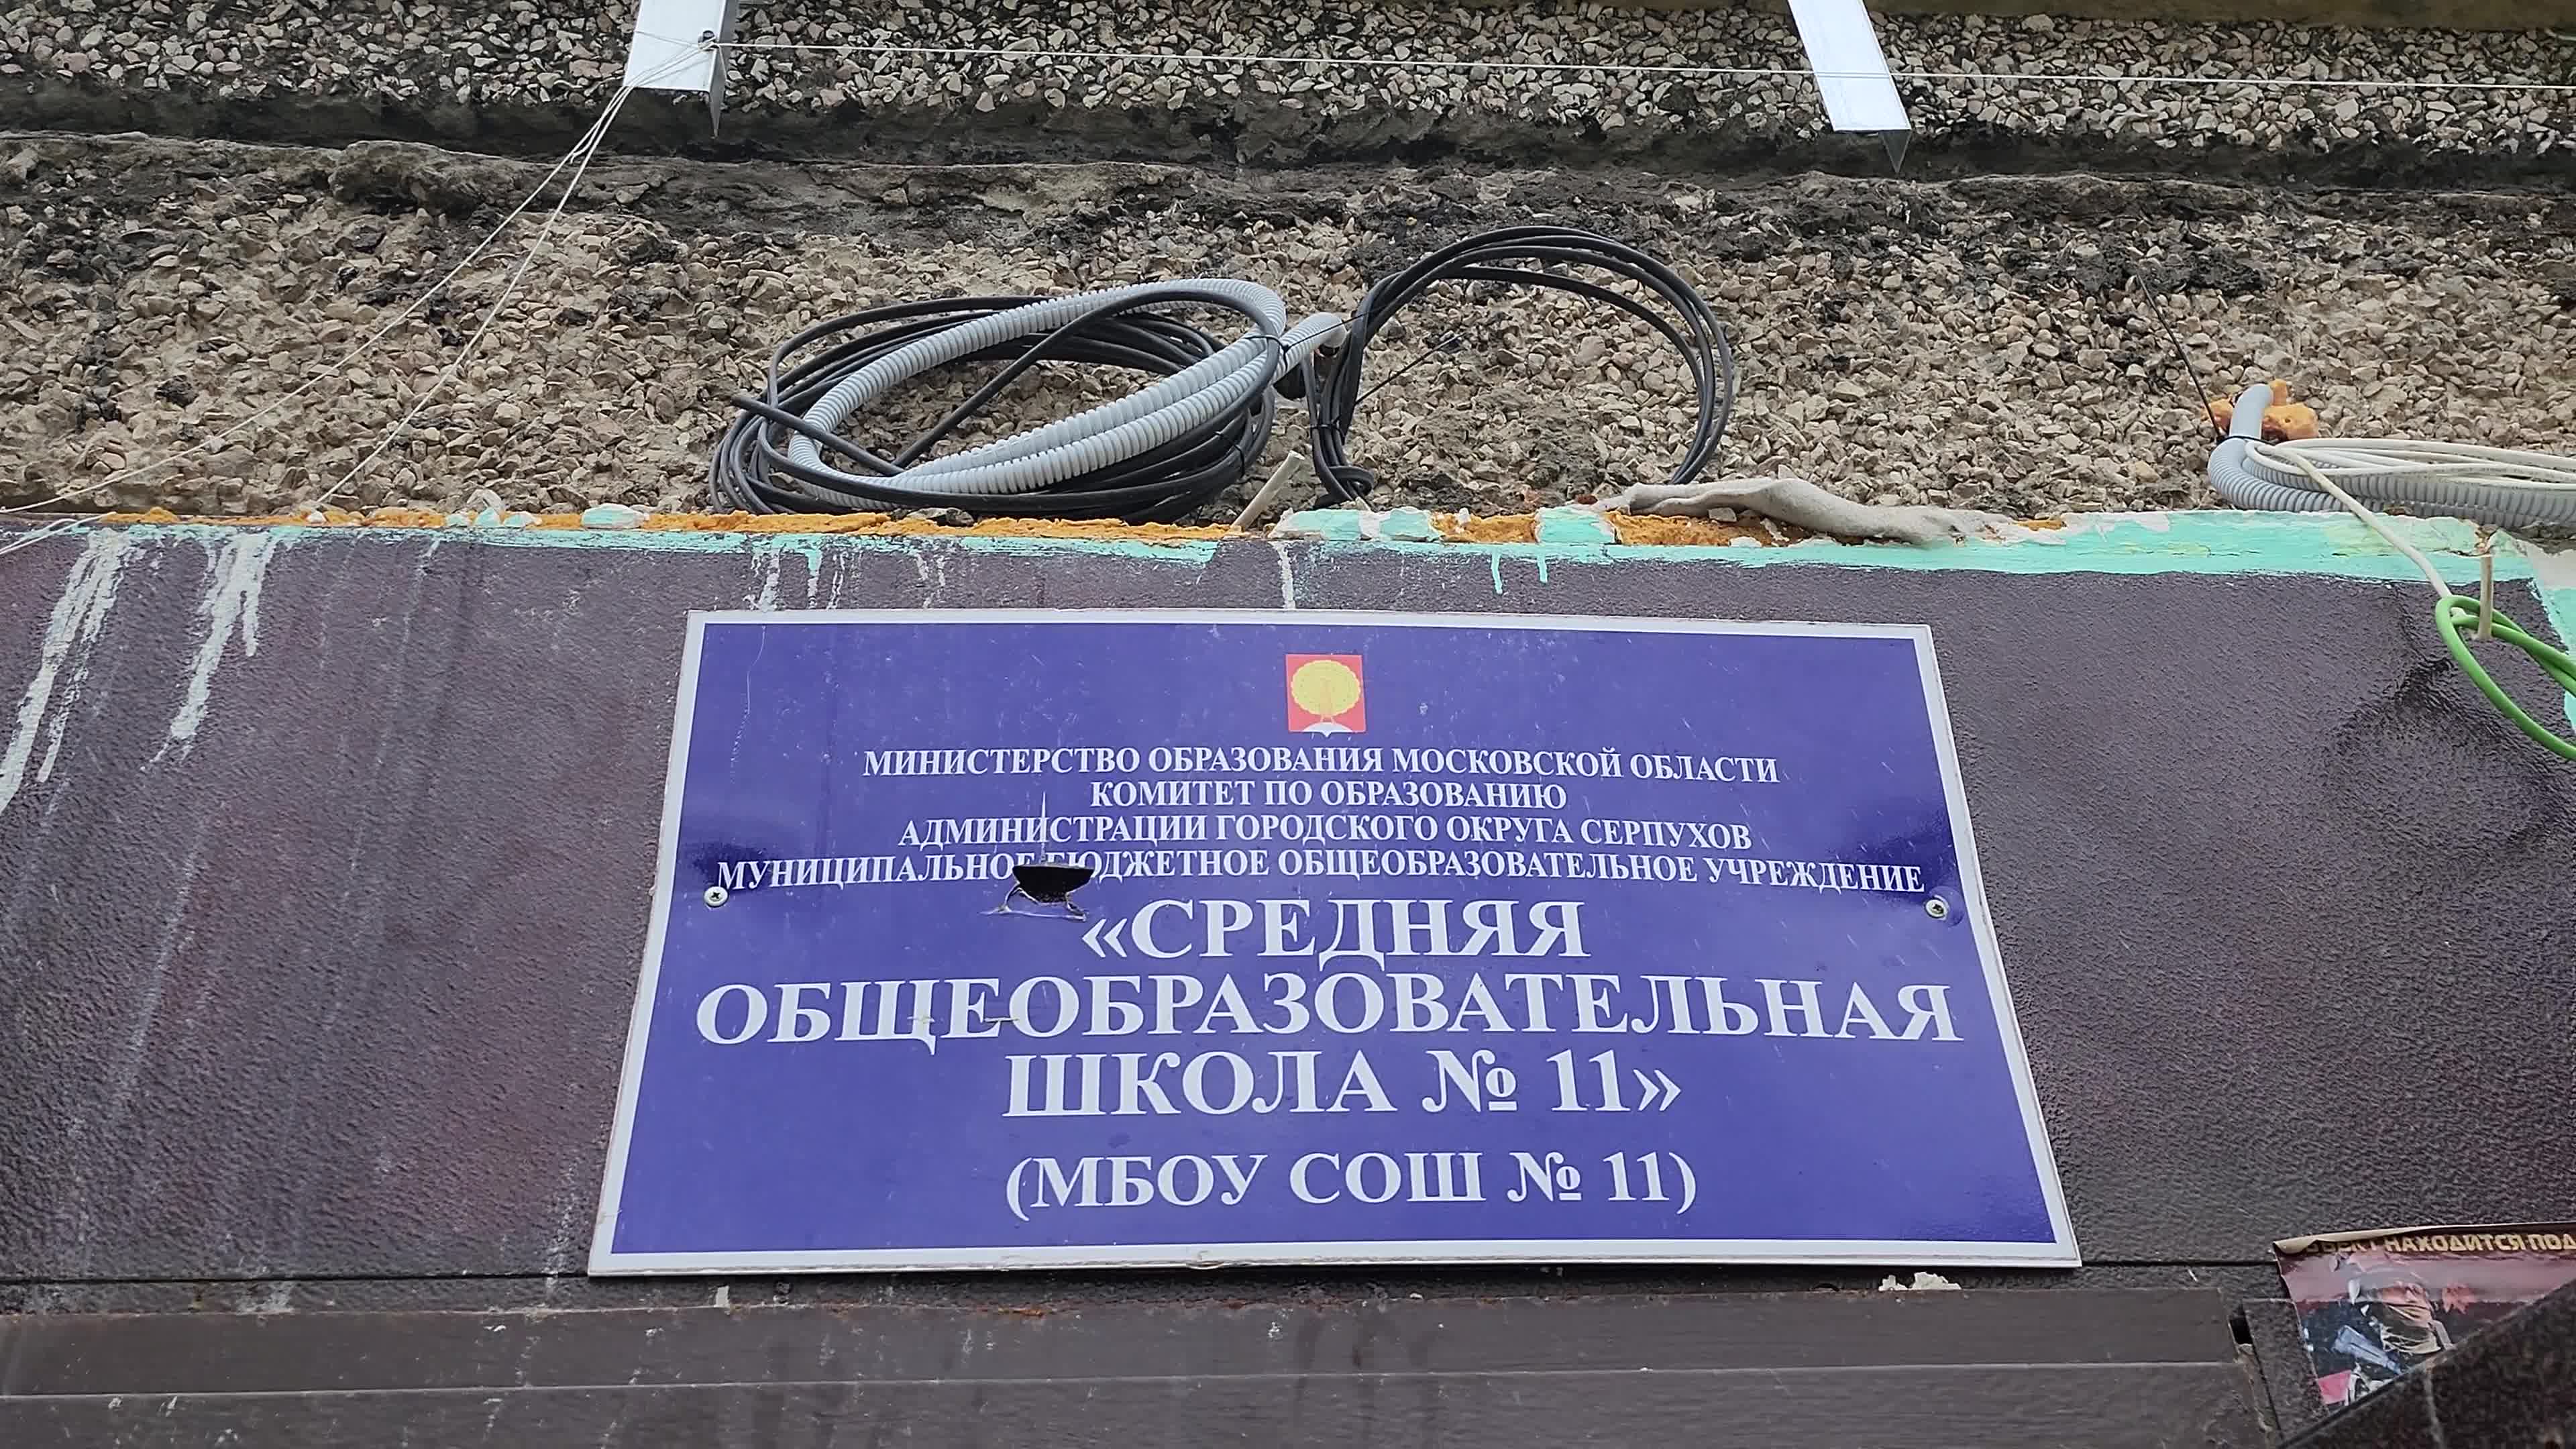 МИНИСТЕРСТВО ОБРАЗОВАНИЯ МОСКОВСКОЙ ОБЛАСТИ
КОМИТЕТ ПО ОБРАЗОВАНИЮ
АДМИНИСТРАЦИИ ГОРОДСКОГО ОКРУГА СЕРПУХОВ
МУНИЦИПАЛЬНОЕ БЮДЖЕТНОЕ ОБЩЕОБРАЗОВАТЕЛЬНОЕ УЧРЕЖДЕНИЕ
«СРЕДНЯЯ
ОБЩЕОБРАЗОВАТЕЛЬНАЯ
ШКОЛА № 11»
(МБОУ СОШ № 11)
НАХОДИТСЯ ПОД